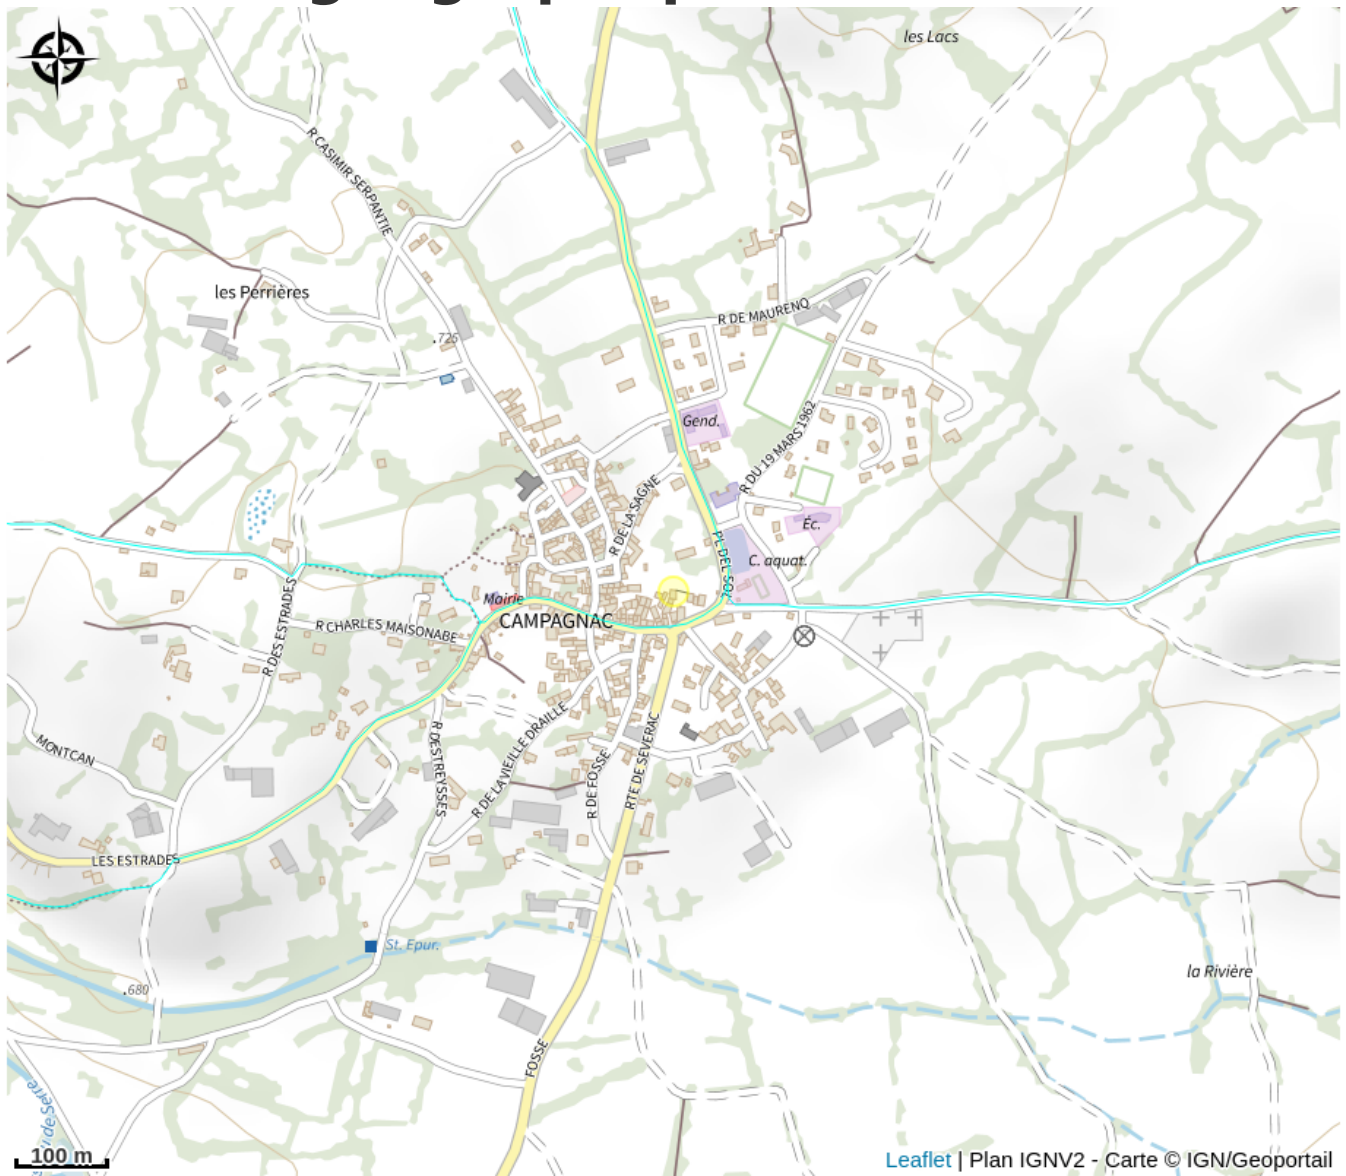 les Lacs
R CASIMIR SERPANTIE
les Perrières
R DE MAURENQ
.725
Gend.
R DU 19 MARS 1962
R DE LA SAGNE
Éc.
PL DEL SOL
C. aquat.
Mairie
CAMPAGNAC
R CHARLES MAISONABE
R DES ESTRADES
MONTCAN
R DESTREYSSES
R DE LA VIEILLE DRAILLE
R DE FOSSE
RTE DE SEVERAC
LES ESTRADES
St. Epur.
la Rivière
.680
FOSSE
de Serre
100 m
Leaflet | Plan IGNV2 - Carte © IGN/Geoportail